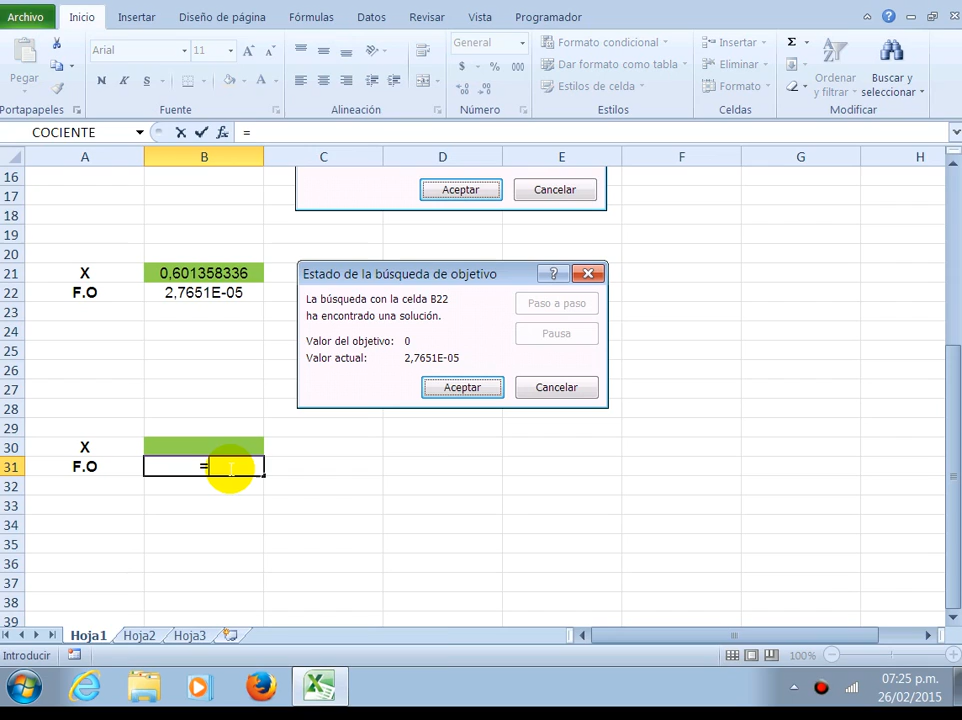 Archivo Inicio Insertar Diseño de página Fórmulas Datos Revisar Vista Programador
Arial 11 General Formato condicional Insertar Σ
Pegar N K S A $ % 000 Dar formato como tabla Eliminar Ordenar y filtrar Buscar y seleccionar
Estilos de celda Formato
Portapapeles Fuente Alineación Número Estilos Celdas Modificar
COCIENTE fx =
A B C D E F G H
16
17 Aceptar Cancelar
18
19
20
21 X 0,601358336 Estado de la búsqueda de objetivo
22 F.O 2,7651E-05 La búsqueda con la celda B22 Paso a paso
23 ha encontrado una solución.
24 Valor del objetivo: 0 Pausa
25 Valor actual: 2,7651E-05
26
27 Aceptar Cancelar
28
29
30 X
31 F.O =
32
33
34
35
36
37
38
39
Hoja1 Hoja2 Hoja3
Introducir 100%
07:25 p.m.
26/02/2015